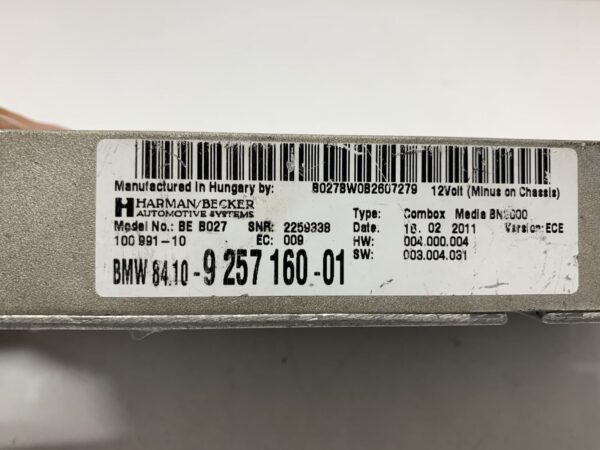 Manufactured in Hungary by: B027BW0B2607279 12Volt (Minus on Chassis)
HARMAN/BECKER
AUTOMOTIVE SYSTEMS
Type: Combox Media BN2000
Model No.: BE B027 SNR: 2259338 Date: 18. 02 2011 Version: ECE
100 991-10 EC: 009 HW: 004.000.004
SW: 003.004.031
BMW 84.10 - 9 257 160 -01